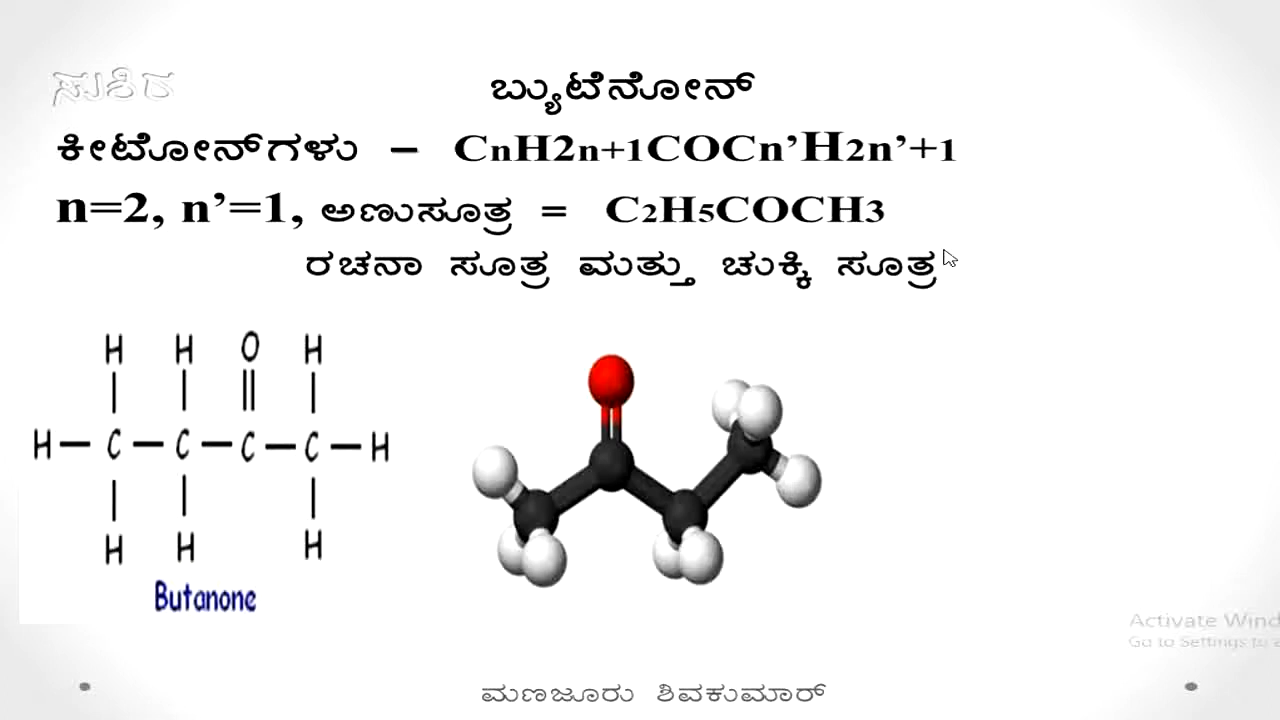 ಸುಶಿರ
ಬ್ಯುಟೆನೋನ್
ಕೀಟೋನ್‌ಗಳು – CnH2n+1COCn’H2n’+1
n=2, n’=1, ಅಣುಸೂತ್ರ = C2H5COCH3
ರಚನಾ ಸೂತ್ರ ಮತ್ತು ಚುಕ್ಕಿ ಸೂತ್ರ
H H O H
H C C C C H
H H H
Butanone
Activate Wind
Go to Settings to a
ಮಣಜೂರು ಶಿವಕುಮಾರ್